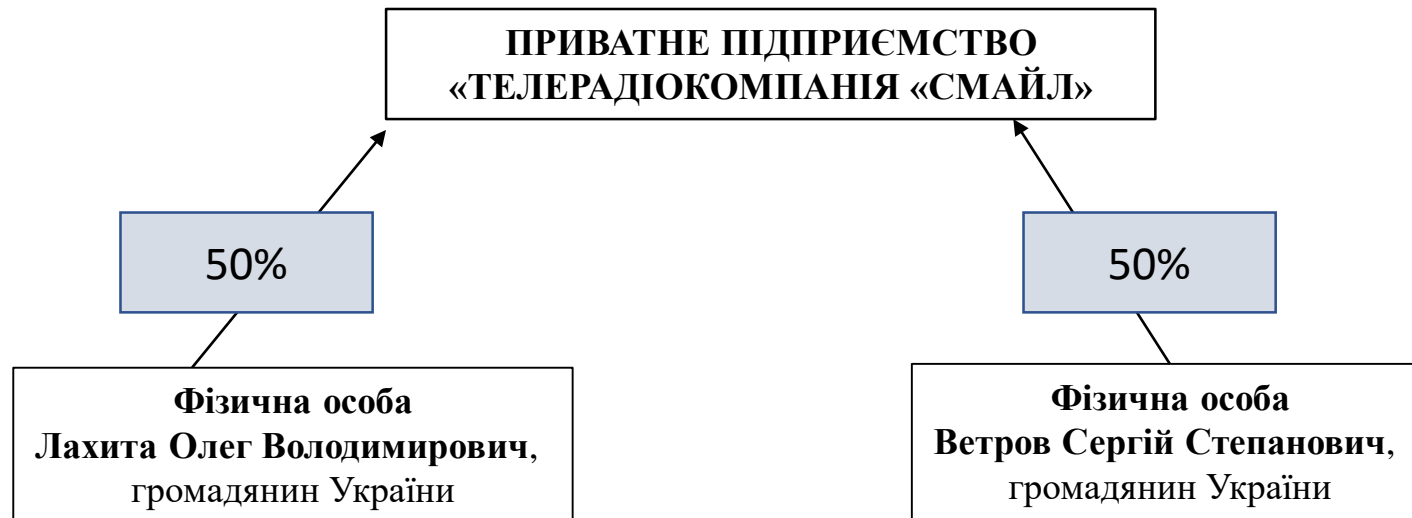 ПРИВАТНЕ ПІДПРИЄМСТВО
«ТЕЛЕРАДІОКОМПАНІЯ «СМАЙЛ»
50%
50%
Фізична особа
Лахита Олег Володимирович,
громадянин України
Фізична особа
Ветров Сергій Степанович,
громадянин України